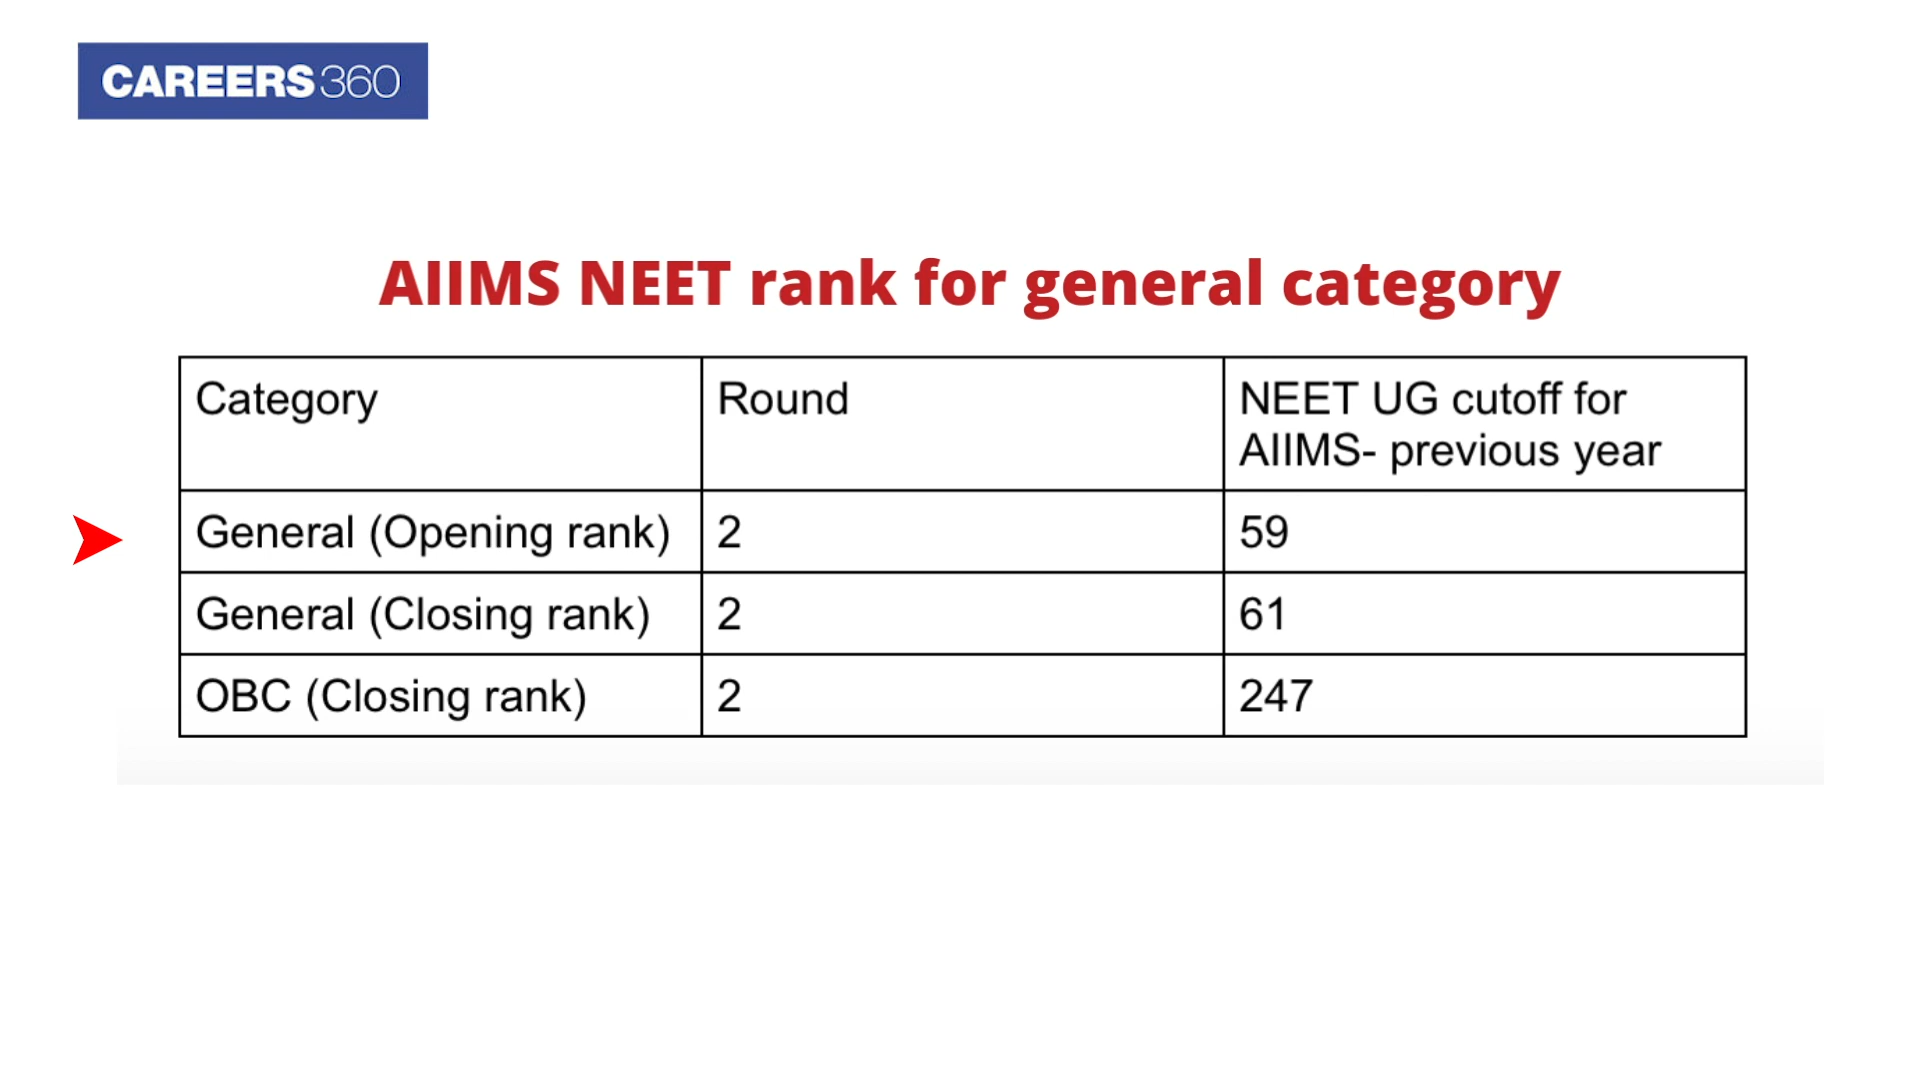 CAREERS360
AIIMS NEET rank for general category
Category
Round
NEET UG cutoff for
AIIMS- previous year
General (Opening rank)
2
59
General (Closing rank)
2
61
OBC (Closing rank)
2
247